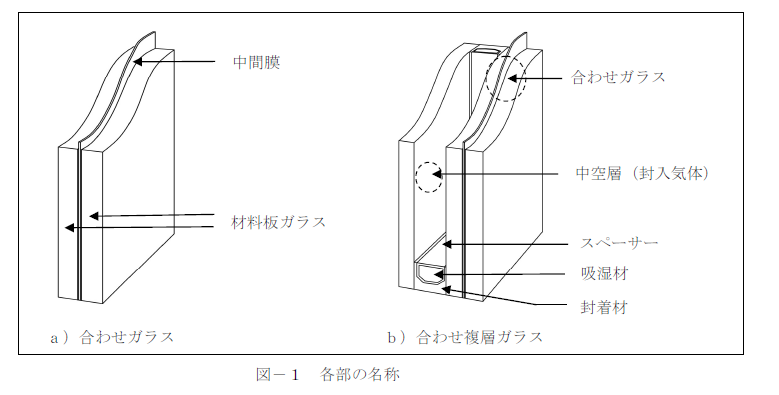 中間膜
材料板ガラス
a）合わせガラス
合わせガラス
中空層（封入気体）
スペーサー
吸湿材
封着材
b）合わせ複層ガラス
図－１　各部の名称